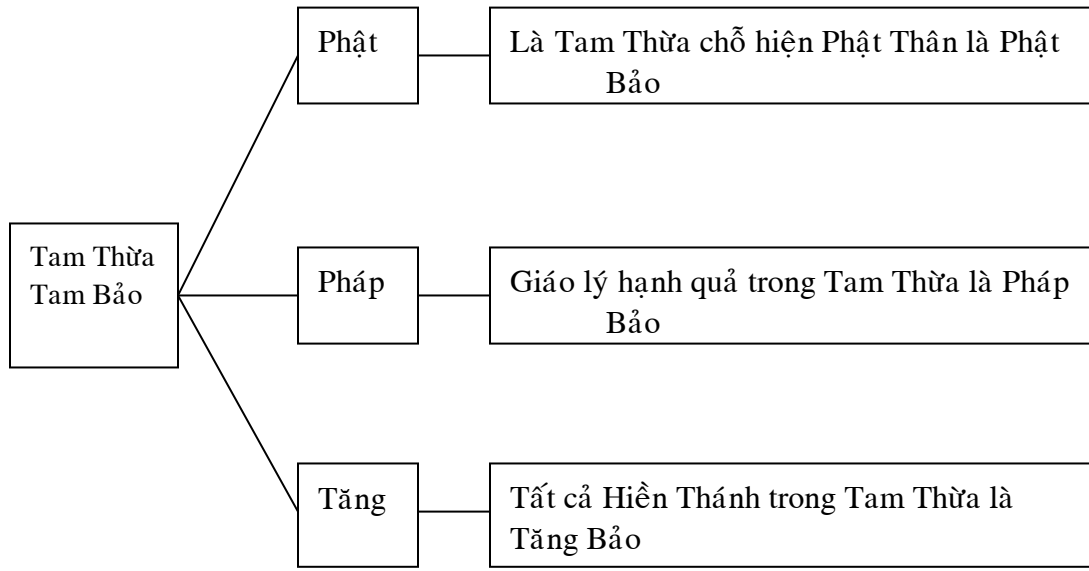 Phật
Là Tam Thừa chỗ hiện Phật Thân là Phật
Bảo
Tam Thừa
Tam Bảo
Pháp
Giáo lý hạnh quả trong Tam Thừa là Pháp
Bảo
Tăng
Tất cả Hiền Thánh trong Tam Thừa là
Tăng Bảo